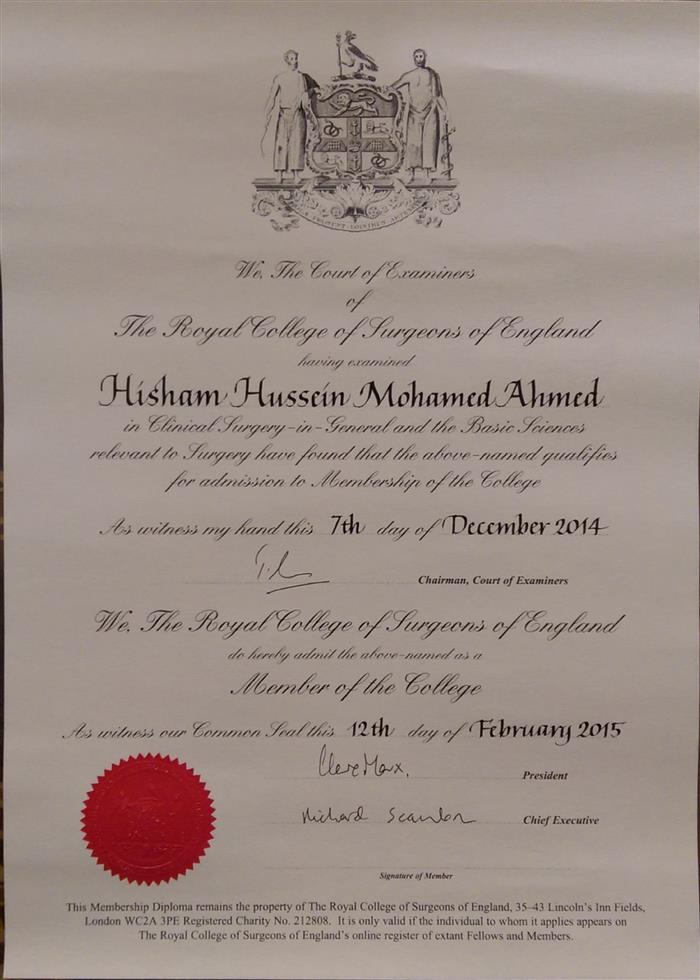 We, The Court of Examiners
of
The Royal College of Surgeons of England
having examined
Hisham Hussein Mohamed Ahmed
in Clinical Surgery-in-General and the Basic Sciences
relevant to Surgery have found that the above-named qualifies
for admission to Membership of the College
As witness my hand this 7th day of December 2014
Chairman, Court of Examiners
We, The Royal College of Surgeons of England
do hereby admit the above-named as a
Member of the College
As witness our Common Seal this 12th day of February 2015
Clare Marx.
President
Richard Scanlon
Chief Executive
Signature of Member
This Membership Diploma remains the property of The Royal College of Surgeons of England, 35-43 Lincoln's Inn Fields,
London WC2A 3PE Registered Charity No. 212808. It is only valid if the individual to whom it applies appears on
The Royal College of Surgeons of England's online register of extant Fellows and Members.